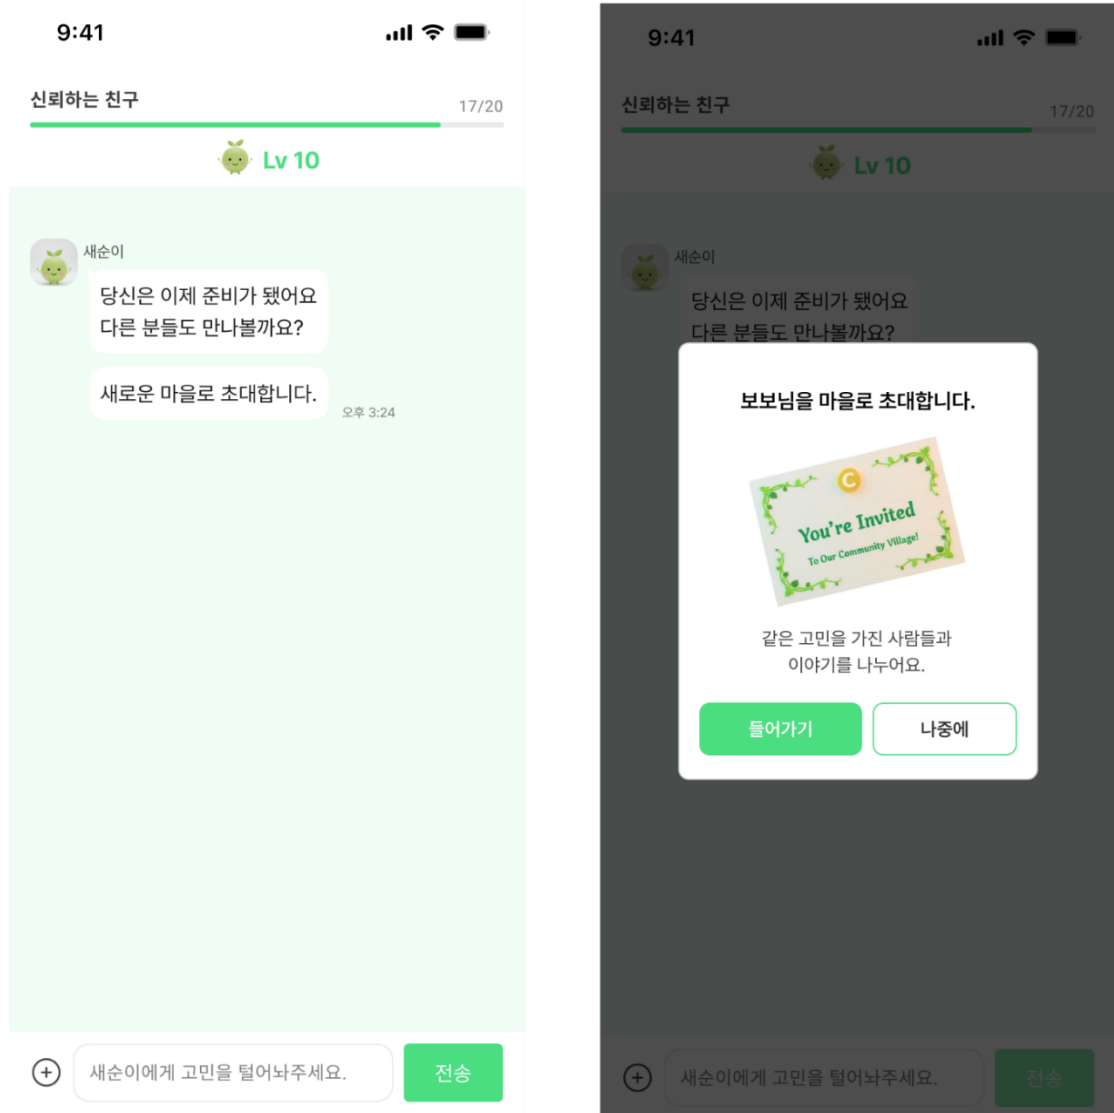 9:41
신뢰하는 친구
17/20
Lv 10
새순이
당신은 이제 준비가 됐어요
다른 분들도 만나볼까요?
새로운 마을로 초대합니다.
오후 3:24
새순이에게 고민을 털어놔주세요.
전송
9:41
신뢰하는 친구
17/20
Lv 10
새순이
당신은 이제 준비가 됐어요
다른 분들도 만나볼까요?
보보님을 마을로 초대합니다.
C
You're Invited
To Our Community Village!
같은 고민을 가진 사람들과
이야기를 나누어요.
들어가기
나중에
새순이에게 고민을 털어놔주세요.
전송